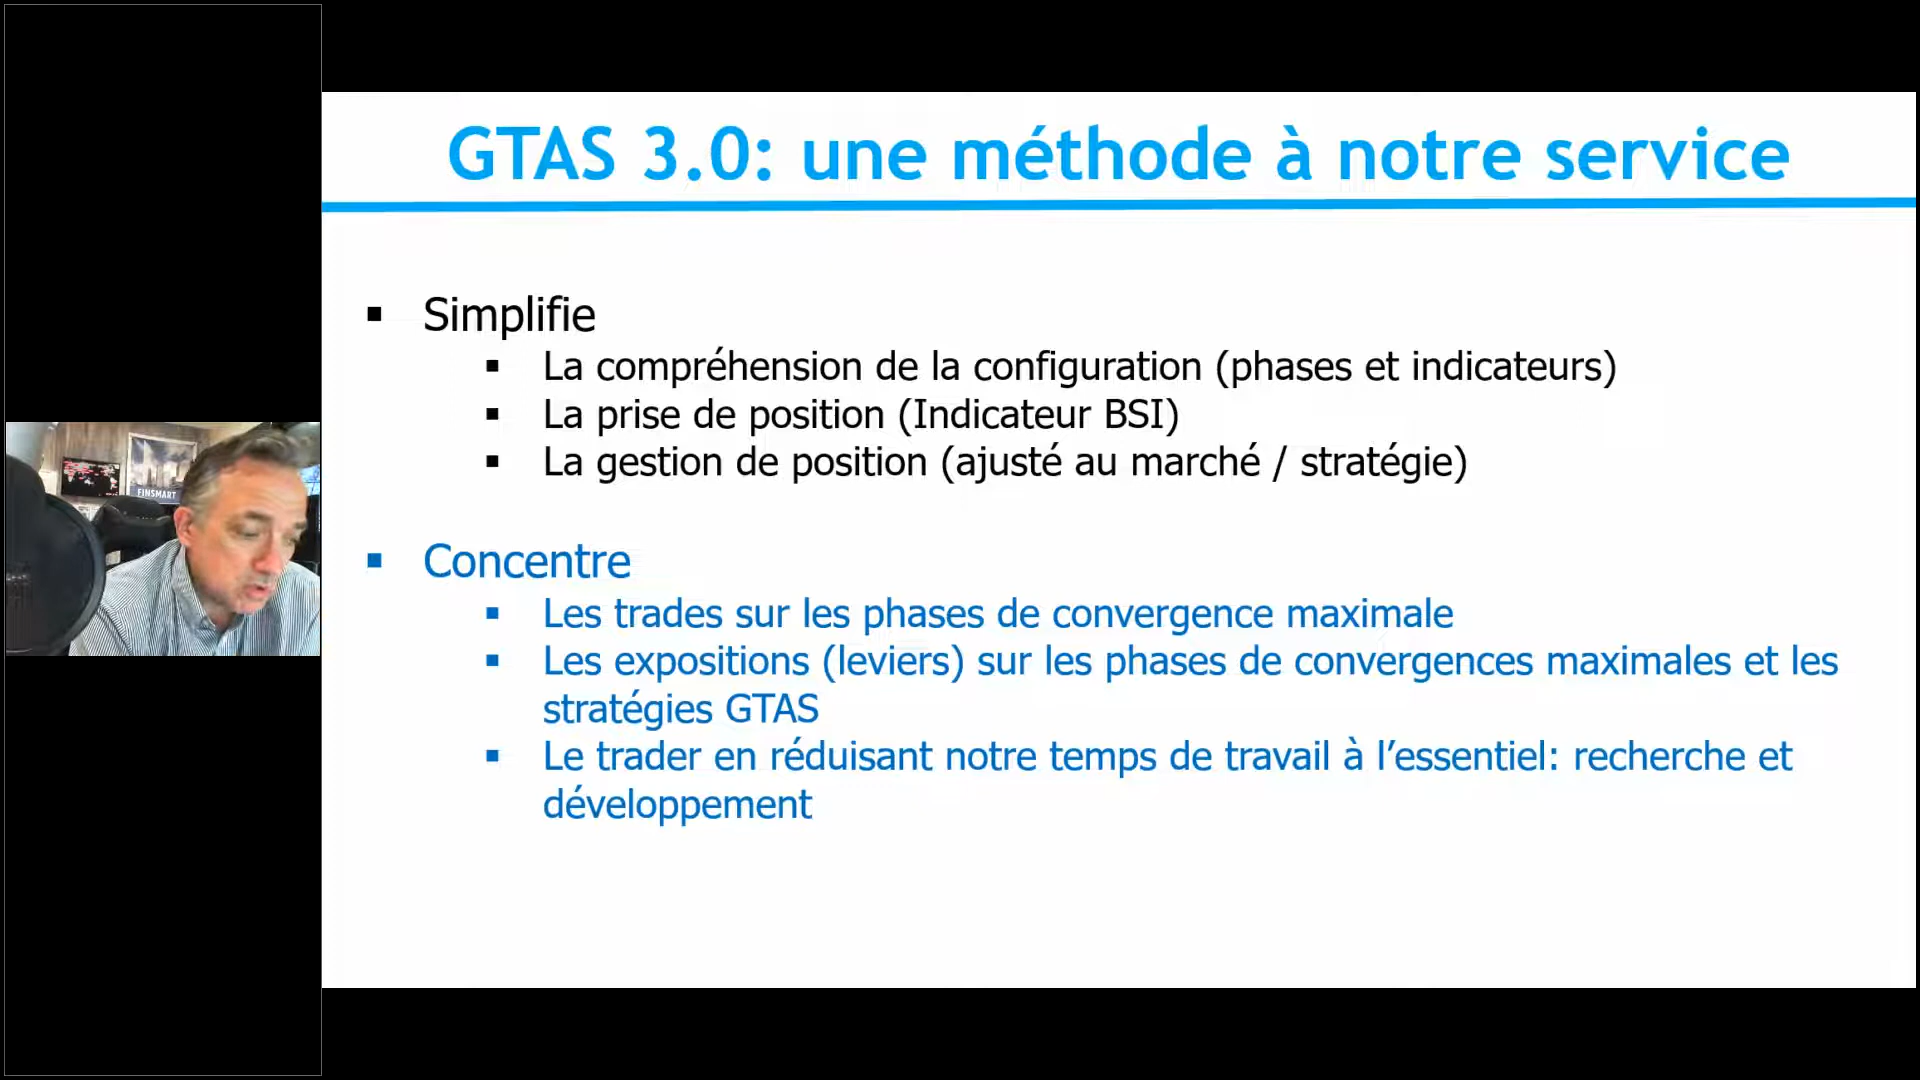 GTAS 3.0: une méthode à notre service
▪ Simplifie
▪ La compréhension de la configuration (phases et indicateurs)
▪ La prise de position (Indicateur BSI)
▪ La gestion de position (ajusté au marché / stratégie)
▪ Concentre
▪ Les trades sur les phases de convergence maximale
▪ Les expositions (leviers) sur les phases de convergences maximales et les
stratégies GTAS
▪ Le trader en réduisant notre temps de travail à l’essentiel: recherche et
développement
FINSMART